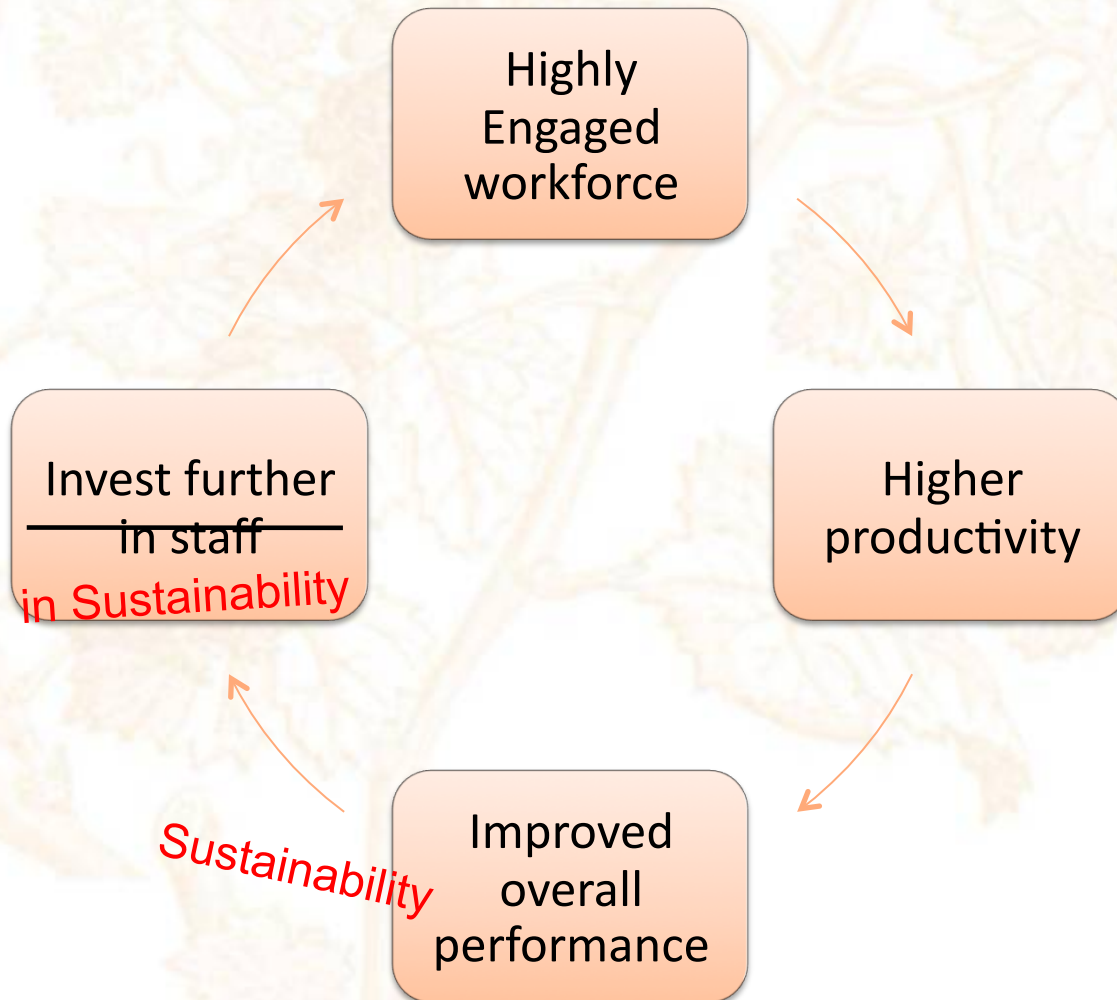 Highly
Engaged
workforce
Invest further
in staff
in Sustainability
Higher
productivity
Sustainability
Improved
overall
performance